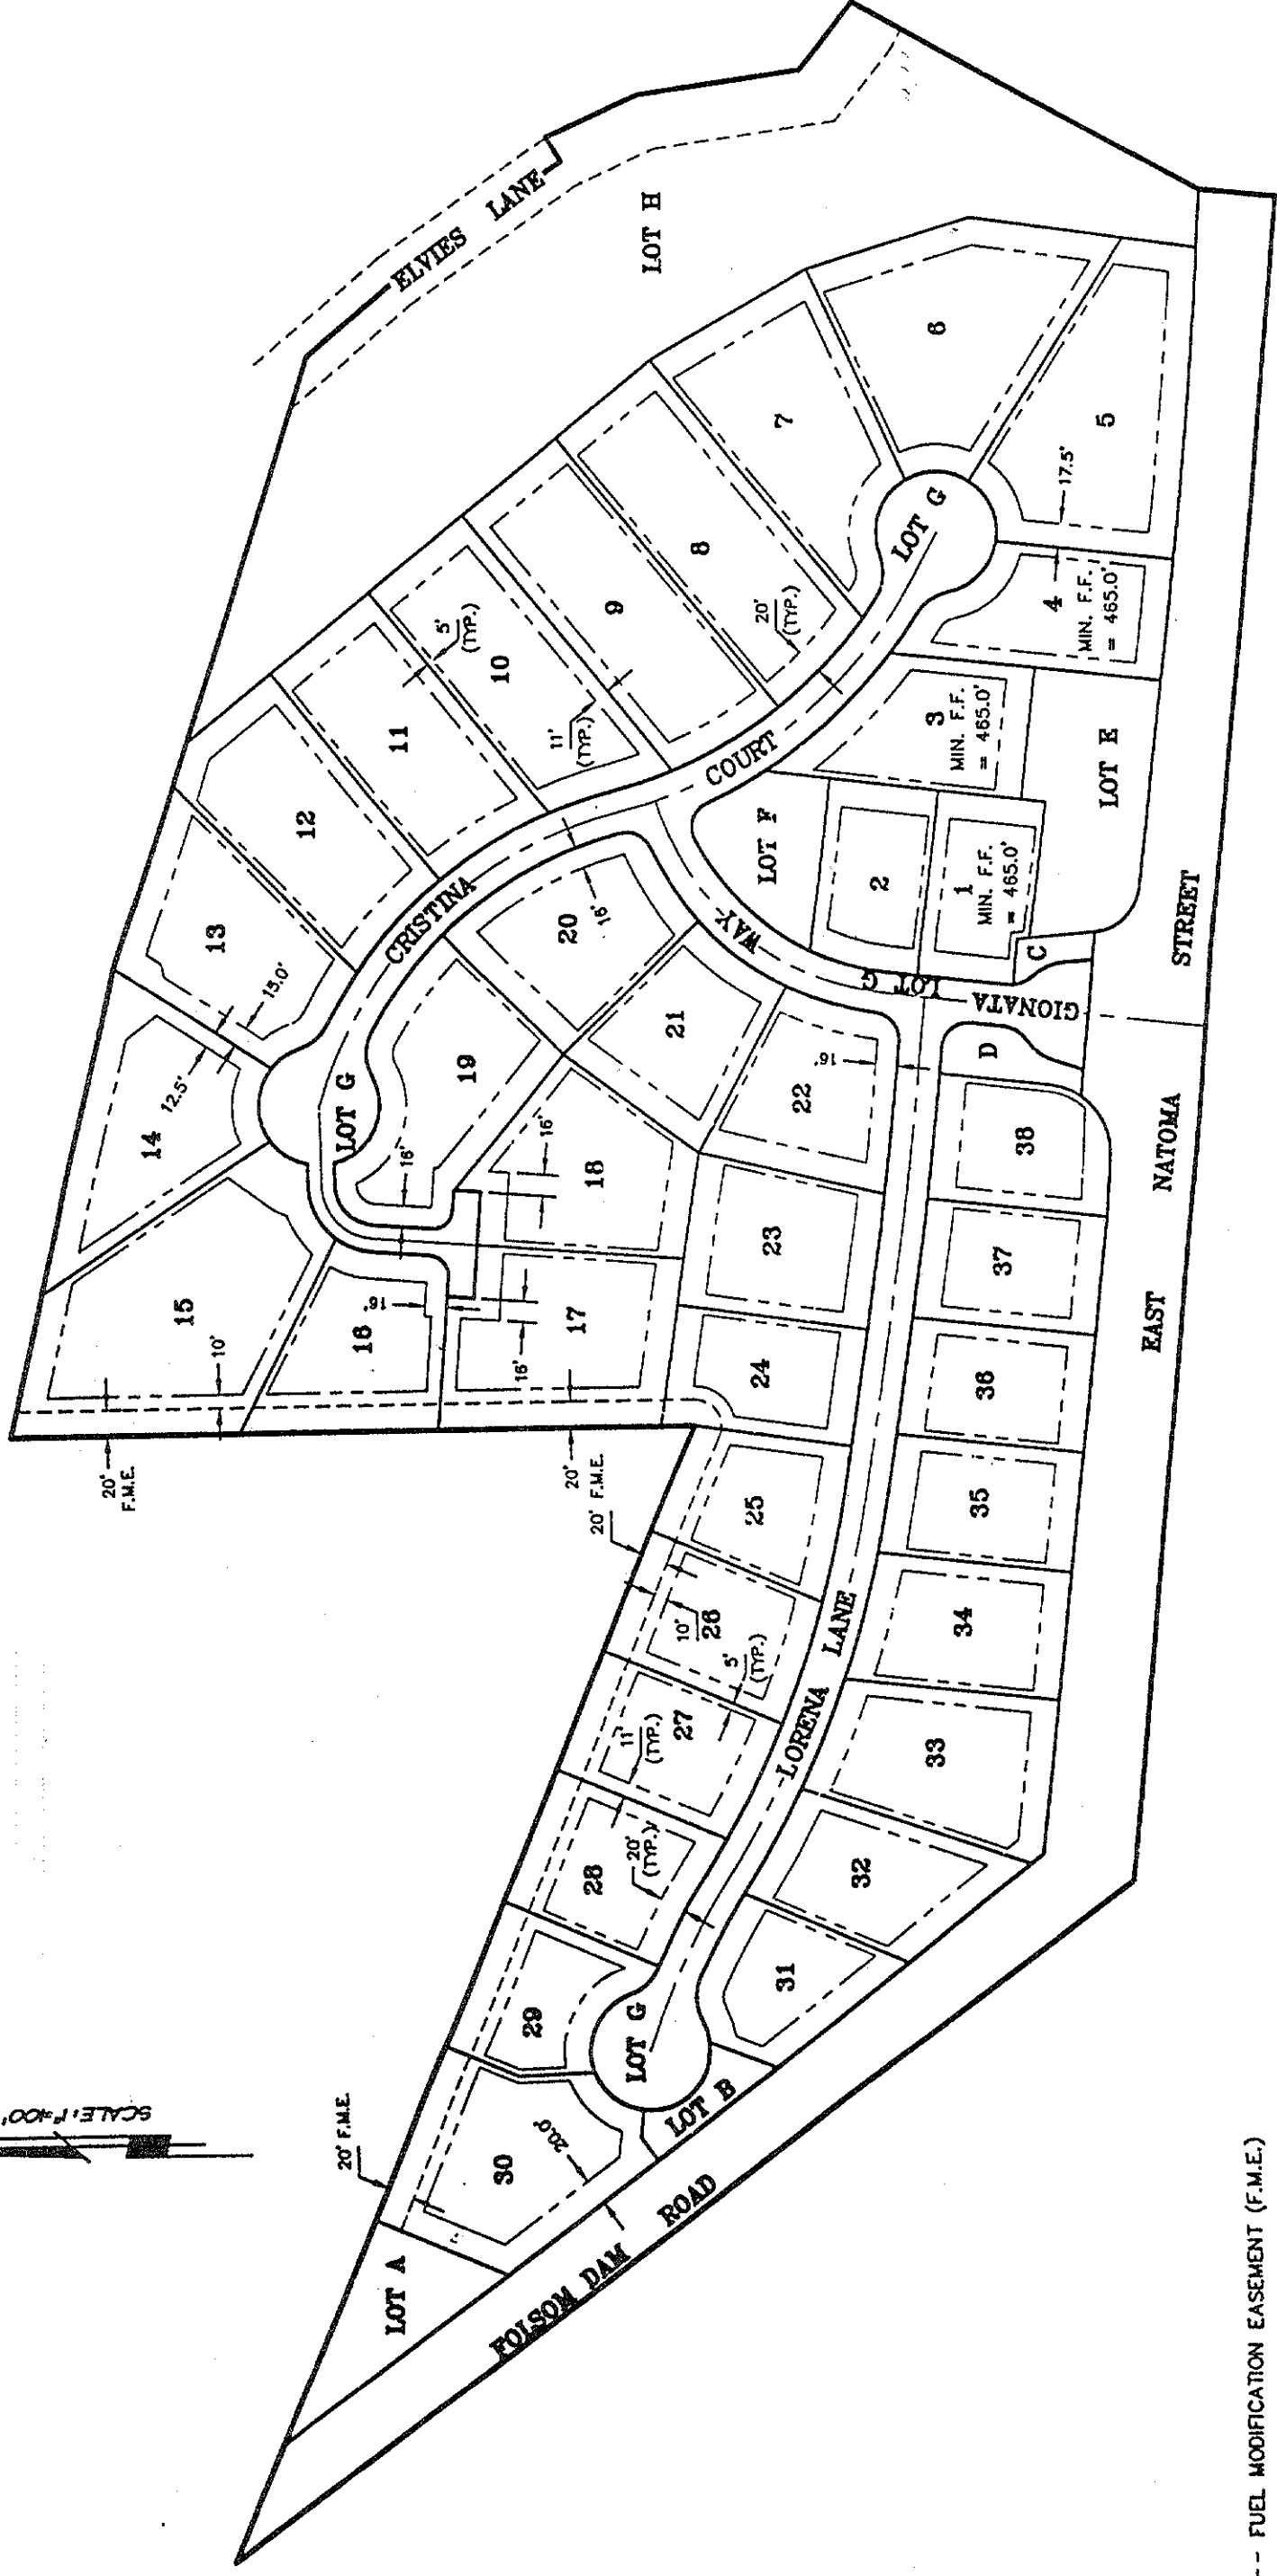 SCALE: 1"=100'
ELVIES LANE
LOT H
6
7
5
17.5'
LOT G
8
20'
(TYP.)
4
MIN. F.F.
= 465.0'
9
5'
(TYP.)
10
11'
(TYP.)
3
MIN. F.F.
= 465.0'
LOT E
COURT
11
12
LOT F
2
1
MIN. F.F.
= 465.0'
CRISTINA
20
16'
WAY
13
15.0'
12.5'
14
LOT G
19
21
LOT G
C
GIONATA
STREET
D
16'
22
16'
16'
18
23
38
NATOMA
15
10'
16
16'
17
16'
24
37
EAST
36
20'
F.M.E.
20'
F.M.E.
20' F.M.E.
25
35
10'
26
5'
(TYP.)
LANE
34
11'
(TYP.)
27
LORENA
33
28
20'
(TYP.)
32
29
31
LOT G
20' F.M.E.
30
20.0'
LOT B
ROAD
LOT A
FOLSOM DAM
-- FUEL MODIFICATION EASEMENT (F.M.E.)